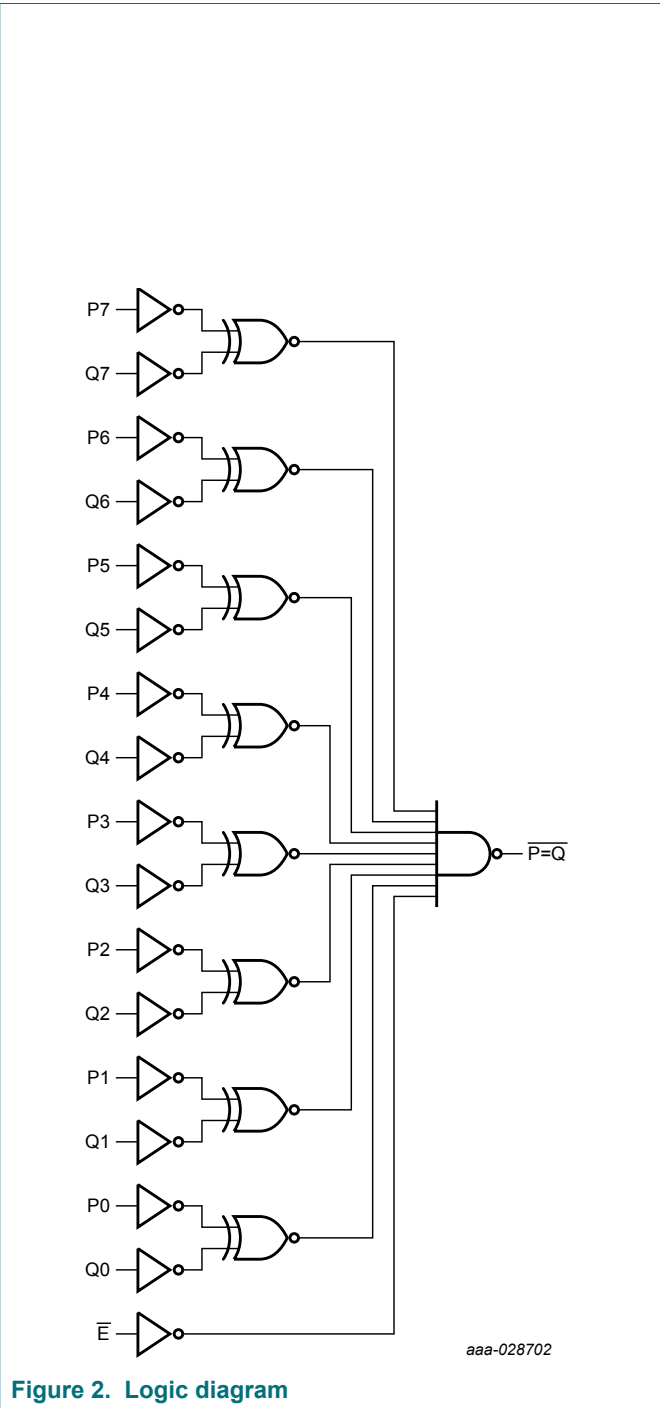 P7
Q7
P6
Q6
P5
Q5
P4
Q4
P3
P=Q
Q3
P2
Q2
P1
Q1
P0
Q0
E
aaa-028702
Figure 2. Logic diagram